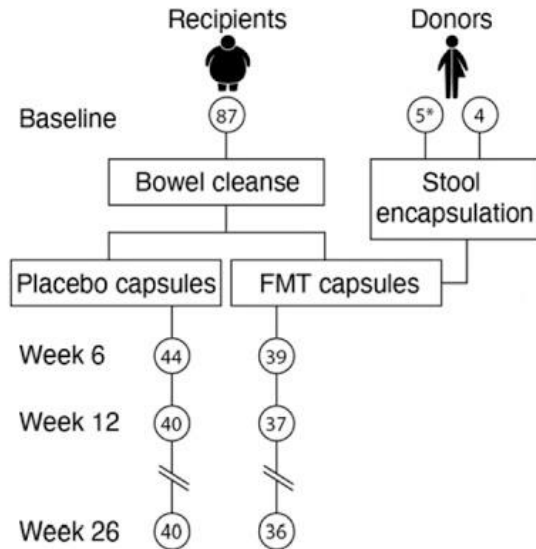 Recipients Donors
Baseline 87 5* 4
Bowel cleanse Stool
encapsulation
Placebo capsules FMT capsules
Week 6 44 39
Week 12 40 37
Week 26 40 36